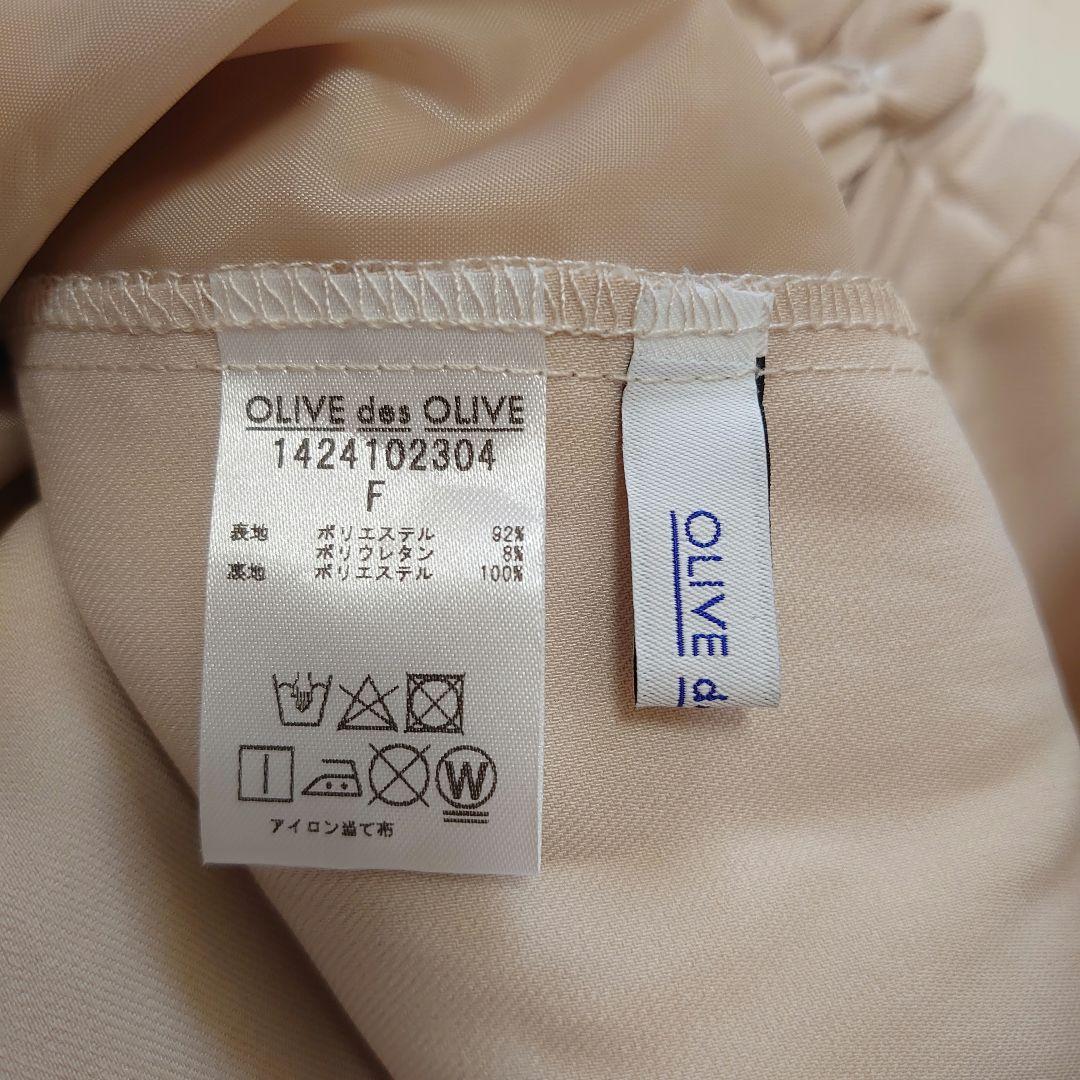 OLIVE des OLIVE
1424102304
F
表地 ポリエステル 92%
ポリウレタン 8%
裏地 ポリエステル 100%
W
アイロン当て布
OLIVE d